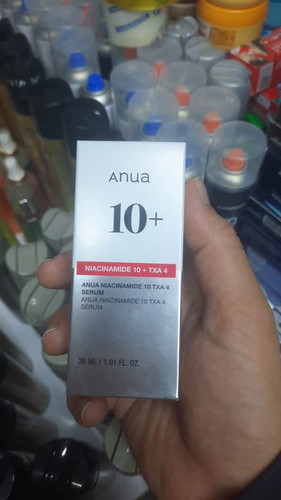 Anua
10+
NIACINAMIDE 10 + TXA 4
ANUA NIACINAMIDE 10 TXA 4
SERUM
ANUA NIACINAMIDE 10 TXA 4
SERUM
30 ML / 1.01 FL. OZ.